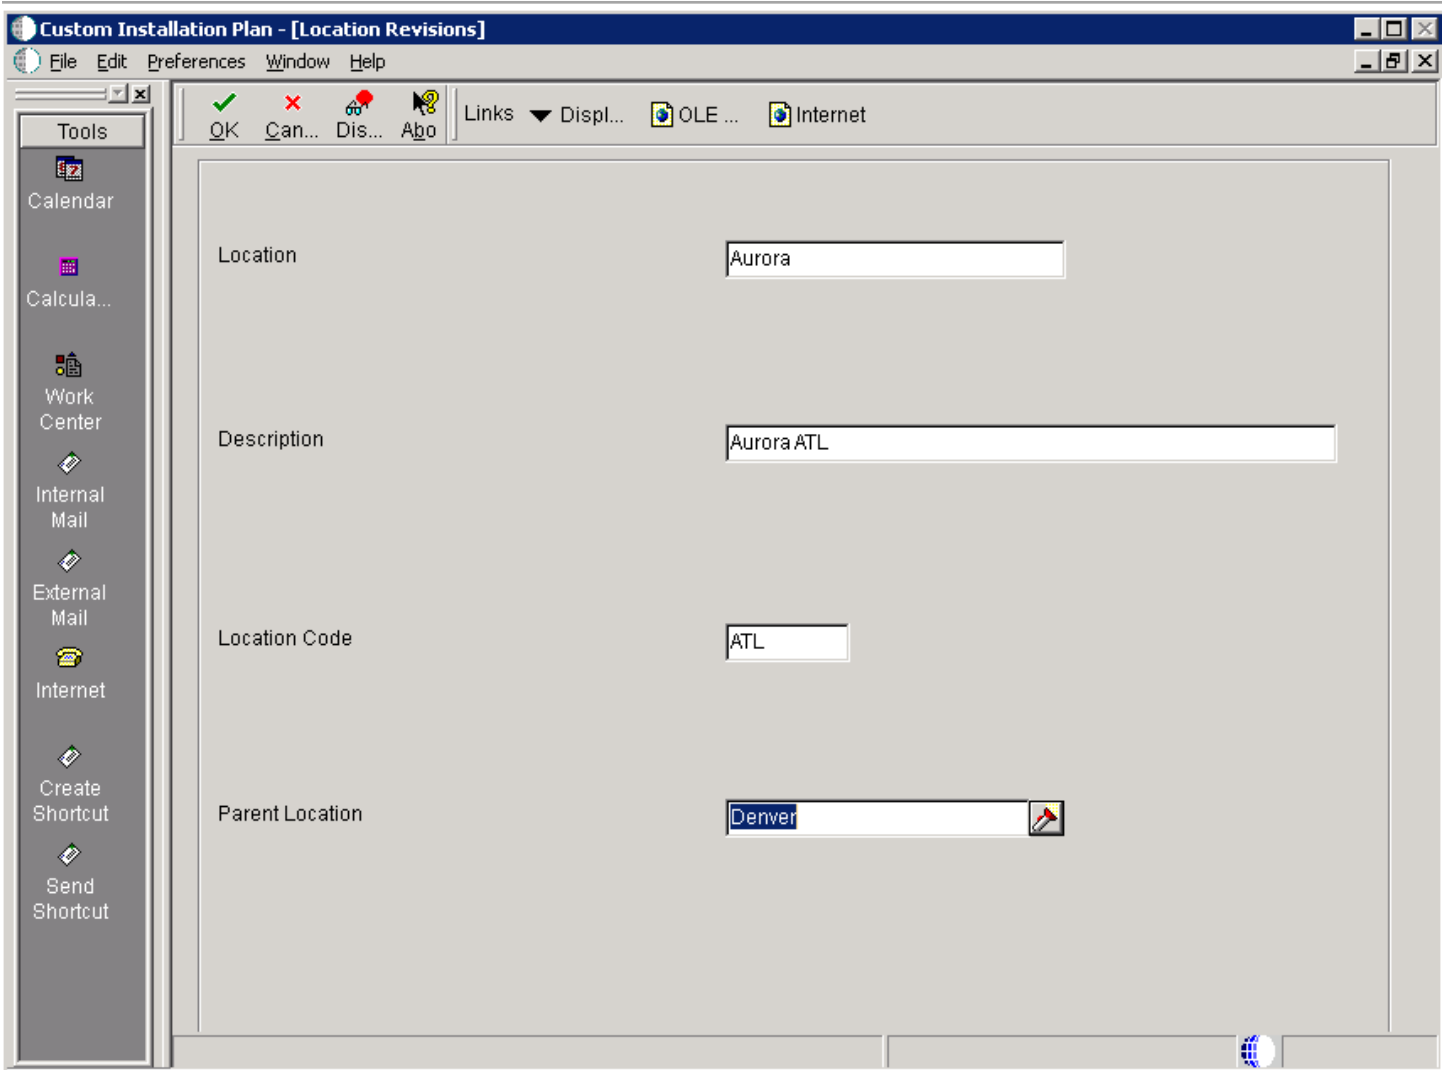 Custom Installation Plan - [Location Revisions]
File Edit Preferences Window Help
Tools
OK Can... Dis... Abo Links Displ... OLE ... Internet
Calendar
Calcula...
Work
Center
Internal
Mail
External
Mail
Internet
Create
Shortcut
Send
Shortcut
Location Aurora
Description Aurora ATL
Location Code ATL
Parent Location Denver